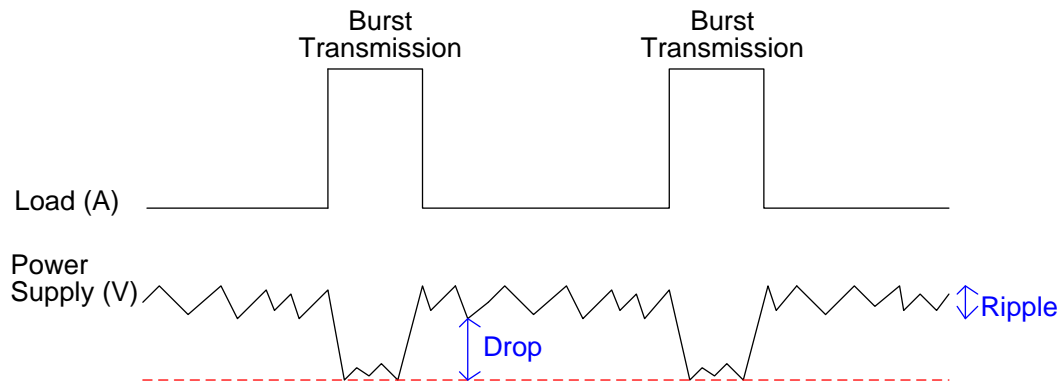 Burst
Transmission
Burst
Transmission
Load (A)
Power
Supply (V)
Ripple
Drop